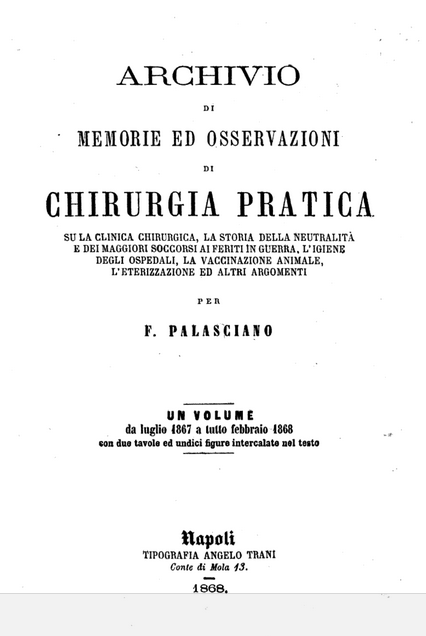 ARCHIVIO
DI
MEMORIE ED OSSERVAZIONI
DI
CHIRURGIA PRATICA
SU LA CLINICA CHIRURGICA, LA STORIA DELLA NEUTRALITÀ
E DEI MAGGIORI SOCCORSI AI FERITI IN GUERRA, L'IGIENE
DEGLI OSPEDALI, LA VACCINAZIONE ANIMALE,
L'ETERIZZAZIONE ED ALTRI ARGOMENTI
PER
F. PALASCIANO
UN VOLUME
da luglio 1867 a tutto febbraio 1868
con due tavole ed undici figure intercalate nel testo
Napoli
TIPOGRAFIA ANGELO TRANI
Conte di Mola 13.
1868.